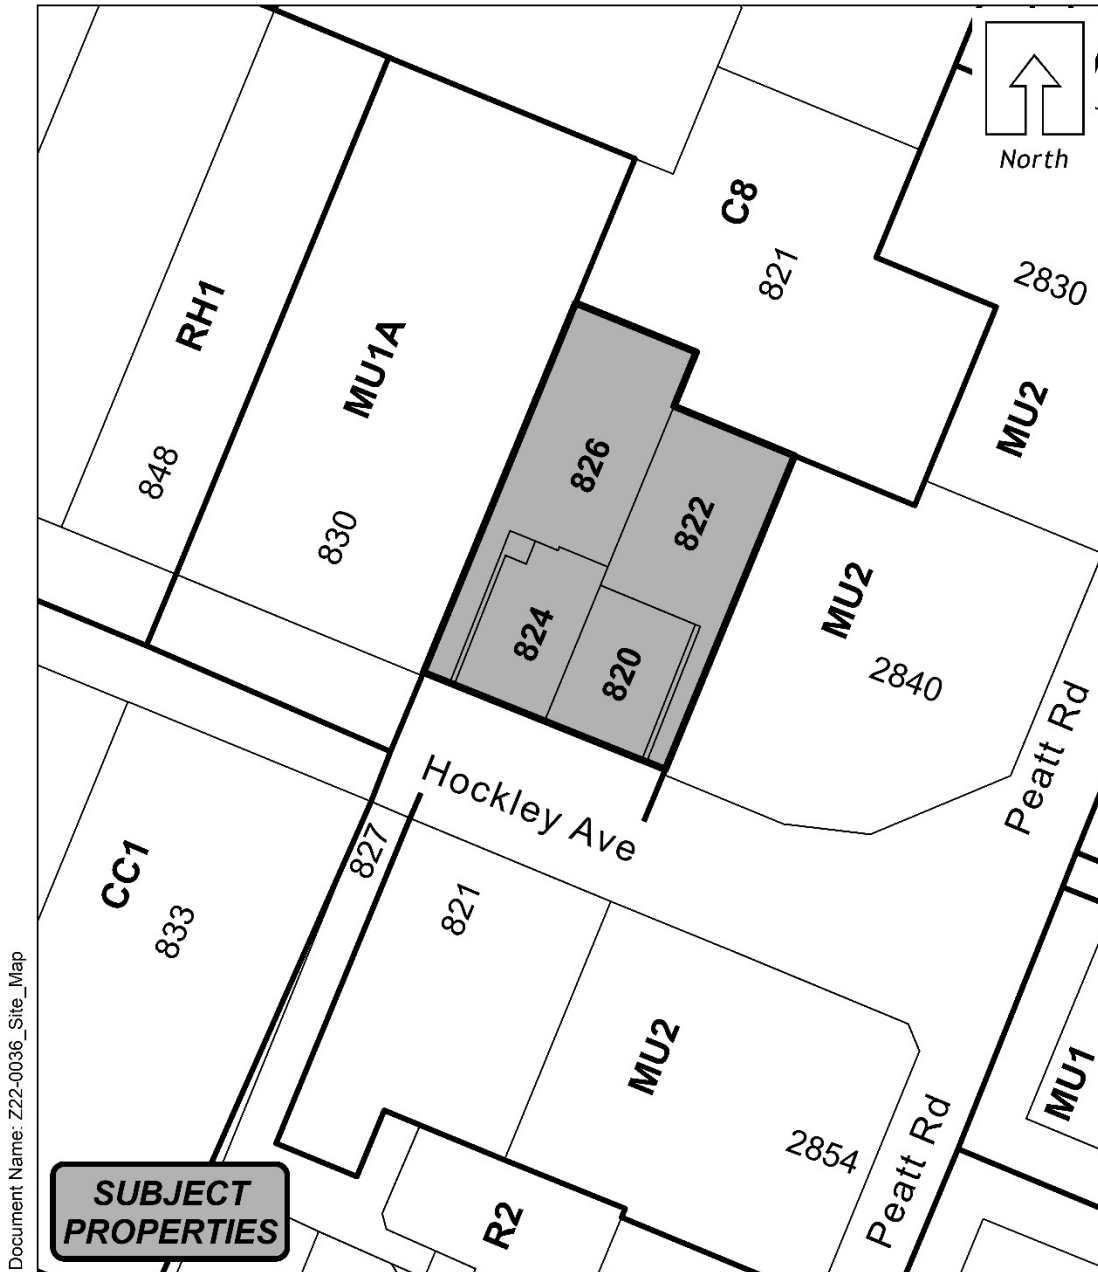 North
C8
821
2830
RH1
MU1A
MU2
848
830
826
822
824
820
MU2
2840
Peatt Rd
Hockley Ave
827
CC1
833
821
MU2
MU1
2854
Peatt Rd
R2
SUBJECT
PROPERTIES
Document Name: Z22-0036_Site_Map